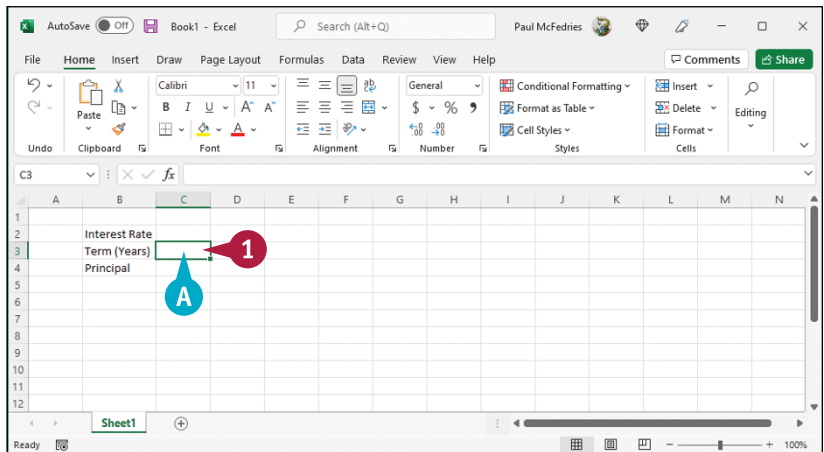 AutoSave Off Book1 - Excel Search (Alt+Q) Paul McFedries
File Home Insert Draw Page Layout Formulas Data Review View Help Comments Share
Calibri 11 ab General Conditional Formatting Insert
Paste B I U A^ A˅ $ % 9 Format as Table Delete Editing
A .00 Cell Styles Format
Undo Clipboard Font Alignment Number Styles Cells
C3 fx
A B C D E F G H I J K L M N
1
2 Interest Rate
3 Term (Years) 1
4 Principal
5 A
6
7
8
9
10
11
12
Sheet1
Ready 100%